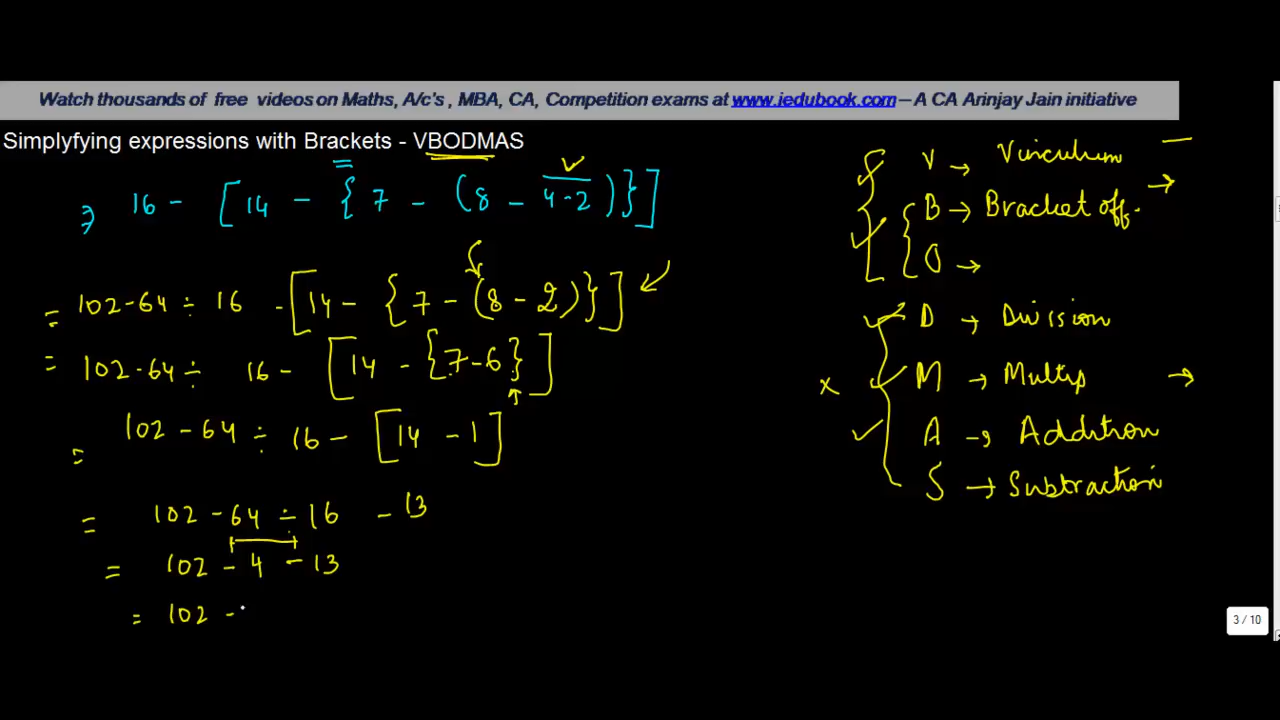 Watch thousands of free videos on Maths, A/c's , MBA, CA, Competition exams at www.iedubook.com – A CA Arinjay Jain initiative
Simplyfying expressions with Brackets - VBODMAS
⇒ 16 - [14 - {7 - (8 - 4-2)}]
= 102-64 ÷ 16 - [14 - {7 - (8 - 2)}]
= 102-64 ÷ 16 - [14 - {7-6}]
= 102 - 64 ÷ 16 - [14 - 1]
= 102 - 64 ÷ 16 - 13
= 102 - 4 - 13
= 102 -
V → Vinculum
B → Bracket off.
O →
D → Division
M → Multip →
A → Addition
S → Subtraction
3 / 10